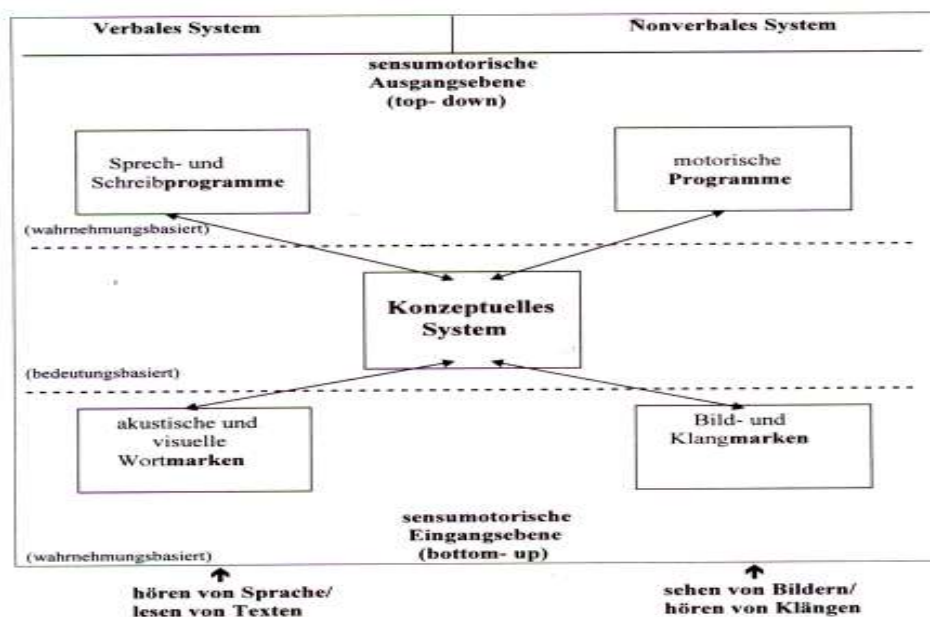 Verbales System
Nonverbales System
sensumotorische
Ausgangsebene
(top- down)
Sprech- und
Schreibprogramme
motorische
Programme
(wahrnehmungsbasiert)
Konzeptuelles
System
(bedeutungsbasiert)
akustische und
visuelle
Wortmarken
Bild- und
Klangmarken
sensumotorische
Eingangsebene
(bottom- up)
(wahrnehmungsbasiert)
hören von Sprache/
lesen von Texten
sehen von Bildern/
hören von Klängen